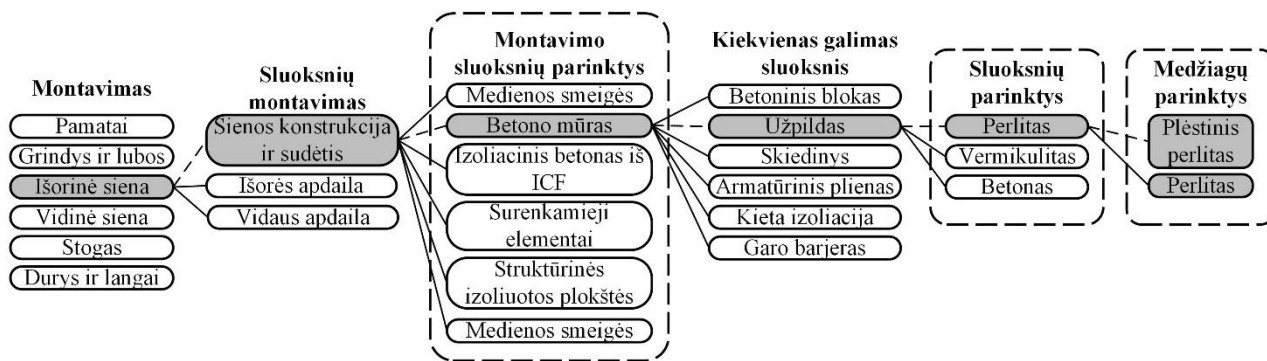 Montavimas
Pamatai
Grindys ir lubos
Išorinė siena
Vidinė siena
Stogas
Durys ir langai
Sluoksnių
montavimas
Sienos konstrukcija
ir sudėtis
Išorės apdaila
Vidaus apdaila
Montavimo
sluoksnių parinktys
Medienos smeigės
Betono mūras
Izoliacinis betonas iš
ICF
Surenkamieji
elementai
Struktūrinės
izoliuotos plokštės
Medienos smeigės
Kiekvienas galimas
sluoksnis
Betoninis blokas
Užpildas
Skiedinys
Armatūrinis plienas
Kieta izoliacija
Garo barjeras
Sluoksnių
parinktys
Perlitas
Vermikulitas
Betonas
Medžiagų
parinktys
Plėstinis
perlitas
Perlitas